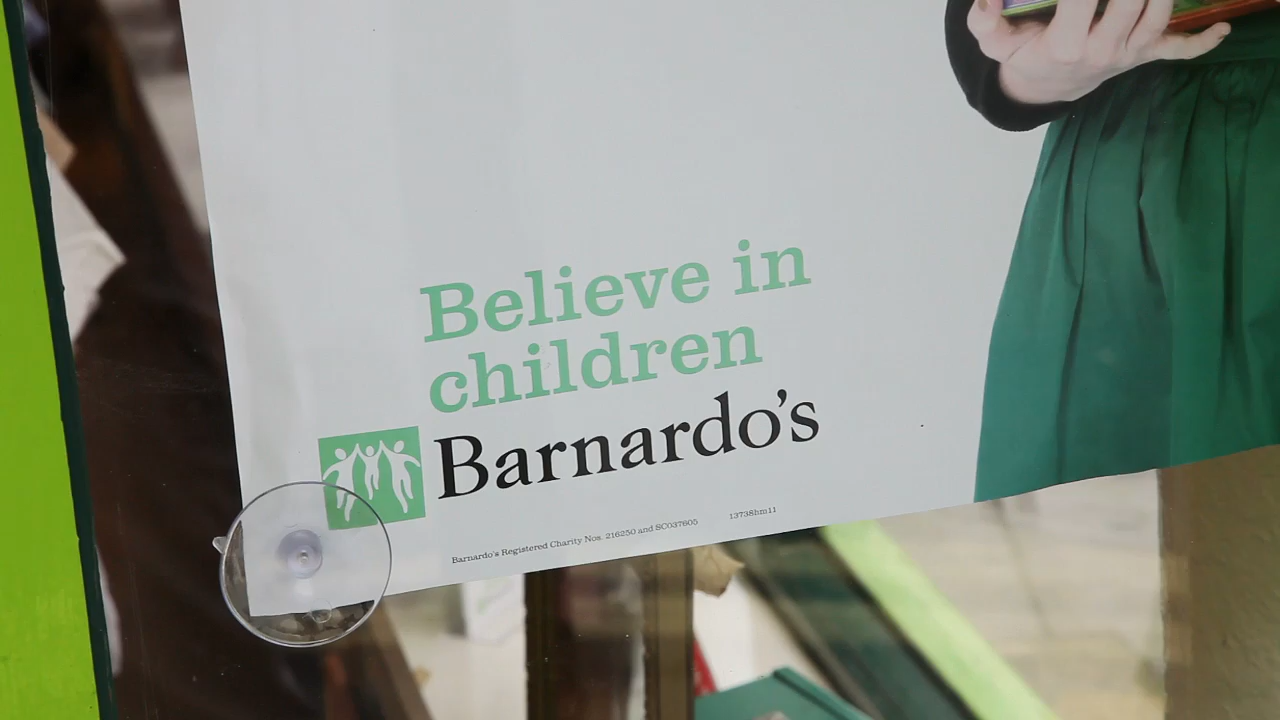 Believe in
children
Barnardo's
Barnardo's Registered Charity Nos. 216250 and SC037605
13738hm11